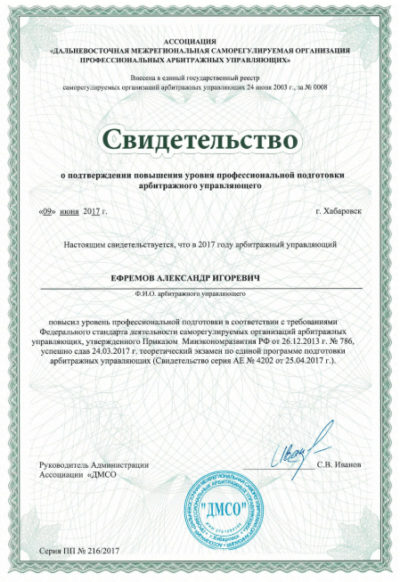 АССОЦИАЦИЯ
«ДАЛЬНЕВОСТОЧНАЯ МЕЖРЕГИОНАЛЬНАЯ САМОРЕГУЛИРУЕМАЯ ОРГАНИЗАЦИЯ
ПРОФЕССИОНАЛЬНЫХ АРБИТРАЖНЫХ УПРАВЛЯЮЩИХ»
Внесена в единый государственный реестр
саморегулируемых организаций арбитражных управляющих 24 июня 2003 г., за № 0008
Свидетельство
о подтверждении повышения уровня профессиональной подготовки
арбитражного управляющего
«09» июня 2017 г.
г. Хабаровск
Настоящим свидетельствуется, что в 2017 году арбитражный управляющий
ЕФРЕМОВ АЛЕКСАНДР ИГОРЕВИЧ
Ф.И.О. арбитражного управляющего
повысил уровень профессиональной подготовки в соответствии с требованиями
Федерального стандарта деятельности саморегулируемых организаций арбитражных
управляющих, утвержденного Приказом Минэкономразвития РФ от 26.12.2013 г. № 786,
успешно сдав 24.03.2017 г. теоретический экзамен по единой программе подготовки
арбитражных управляющих (Свидетельство серия АЕ № 4202 от 25.04.2017 г.).
Руководитель Администрации
Ассоциации «ДМСО
С.В. Иванов
"ДМСО"
г. Хабаровск
Серия ПП № 216/2017